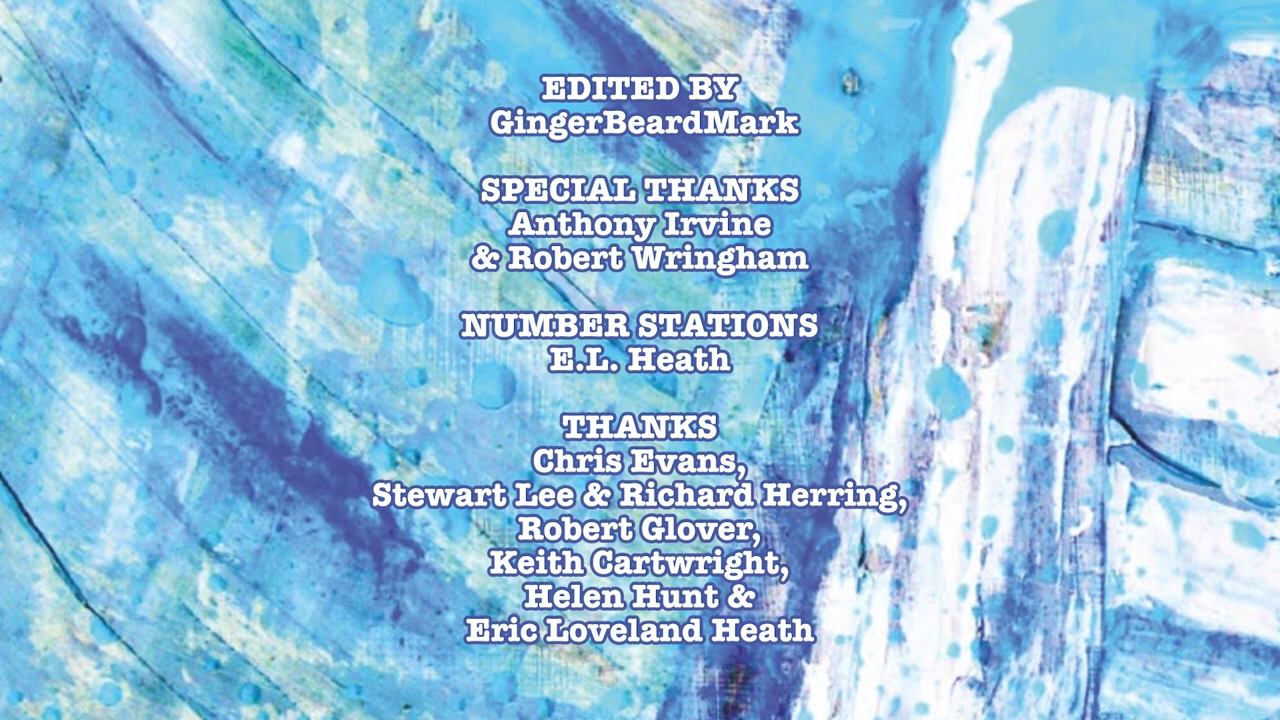 EDITED BY
GingerBeardMark
SPECIAL THANKS
Anthony Irvine
& Robert Wringham
NUMBER STATIONS
E.L. Heath
THANKS
Chris Evans,
Stewart Lee & Richard Herring,
Robert Glover,
Keith Cartwright,
Helen Hunt &
Eric Loveland Heath